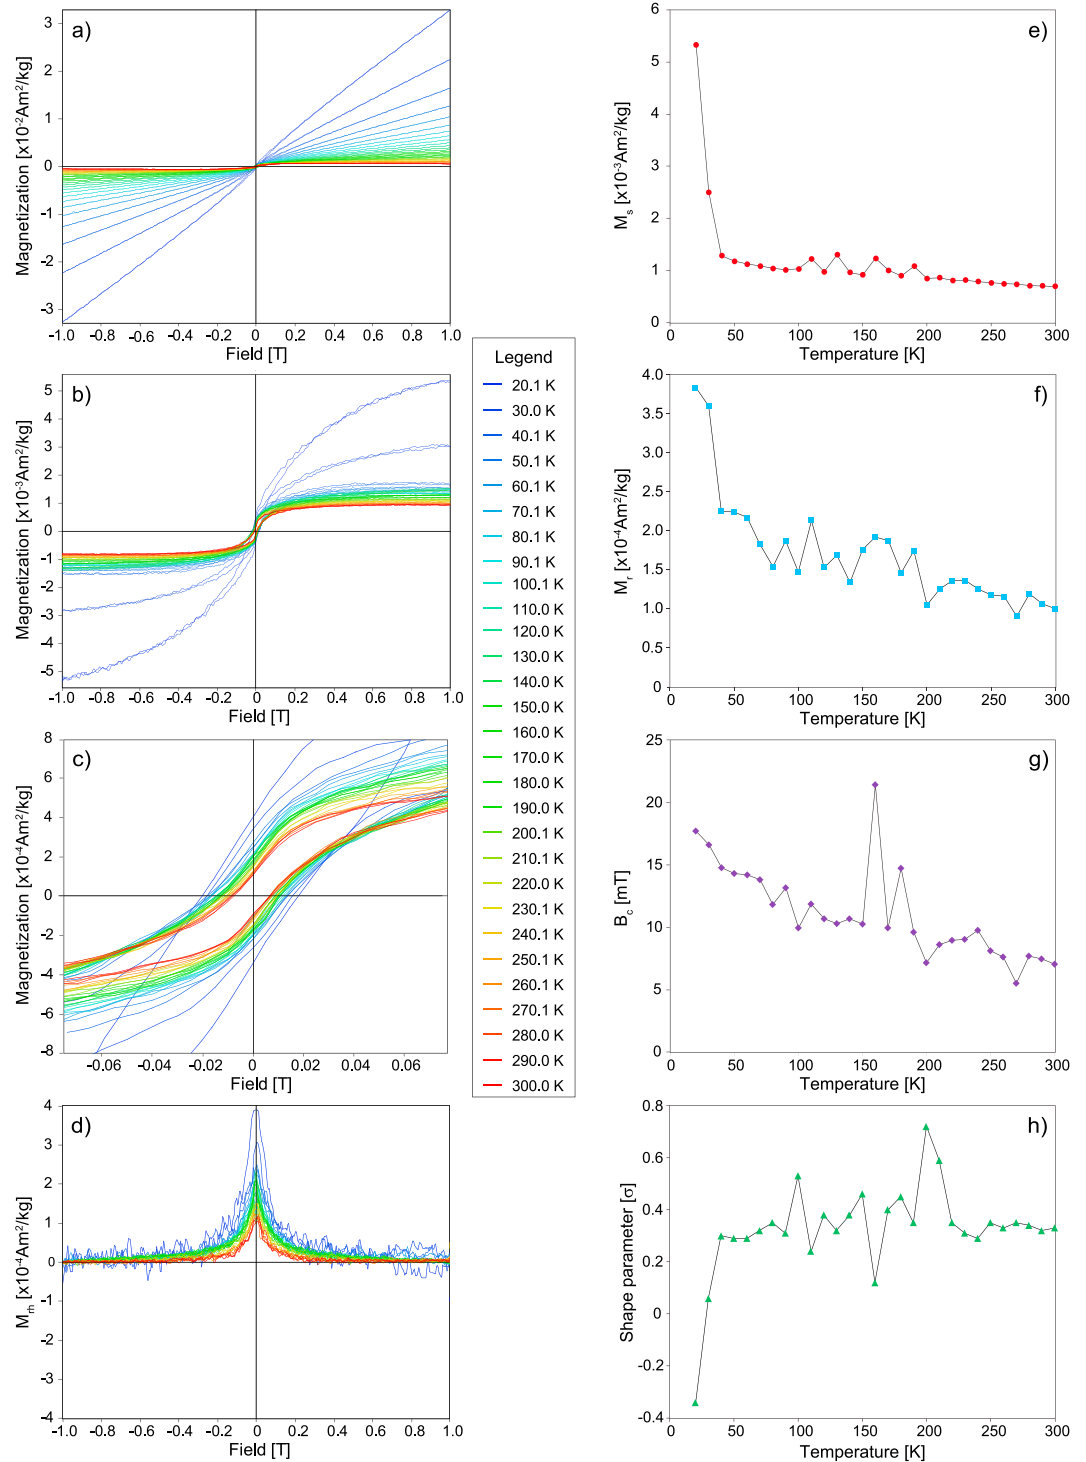 a)
Magnetization [x10-2Am2/kg]
3
2
1
0
-1
-2
-3
-1.0 -0.8 -0.6 -0.4 -0.2 0 0.2 0.4 0.6 0.8 1.0
Field [T]
b)
Magnetization [x10-3Am2/kg]
5
4
3
2
1
0
-1
-2
-3
-4
-5
-1.0 -0.8 -0.6 -0.4 -0.2 0 0.2 0.4 0.6 0.8 1.0
Field [T]
c)
Magnetization [x10-4Am2/kg]
8
6
4
2
0
-2
-4
-6
-8
-0.06 -0.04 -0.02 0 0.02 0.04 0.06
Field [T]
d)
Mrh [x10-4Am2/kg]
4
3
2
1
0
-1
-2
-3
-4
-1.0 -0.8 -0.6 -0.4 -0.2 0 0.2 0.4 0.6 0.8 1.0
Field [T]
Legend
20.1 K
30.0 K
40.1 K
50.1 K
60.1 K
70.1 K
80.1 K
90.1 K
100.1 K
110.0 K
120.0 K
130.0 K
140.0 K
150.0 K
160.0 K
170.0 K
180.0 K
190.0 K
200.1 K
210.1 K
220.0 K
230.1 K
240.1 K
250.1 K
260.1 K
270.1 K
280.0 K
290.0 K
300.0 K
e)
Ms [x10-3Am2/kg]
6
5
4
3
2
1
0
0 50 100 150 200 250 300
Temperature [K]
f)
Mr [x10-4Am2/kg]
4.0
3.5
3.0
2.5
2.0
1.5
1.0
0.5
0
0 50 100 150 200 250 300
Temperature [K]
g)
Bc [mT]
25
20
15
10
5
0
0 50 100 150 200 250 300
Temperature [K]
h)
Shape parameter [σ]
0.8
0.6
0.4
0.2
0
-0.2
-0.4
0 50 100 150 200 250 300
Temperature [K]